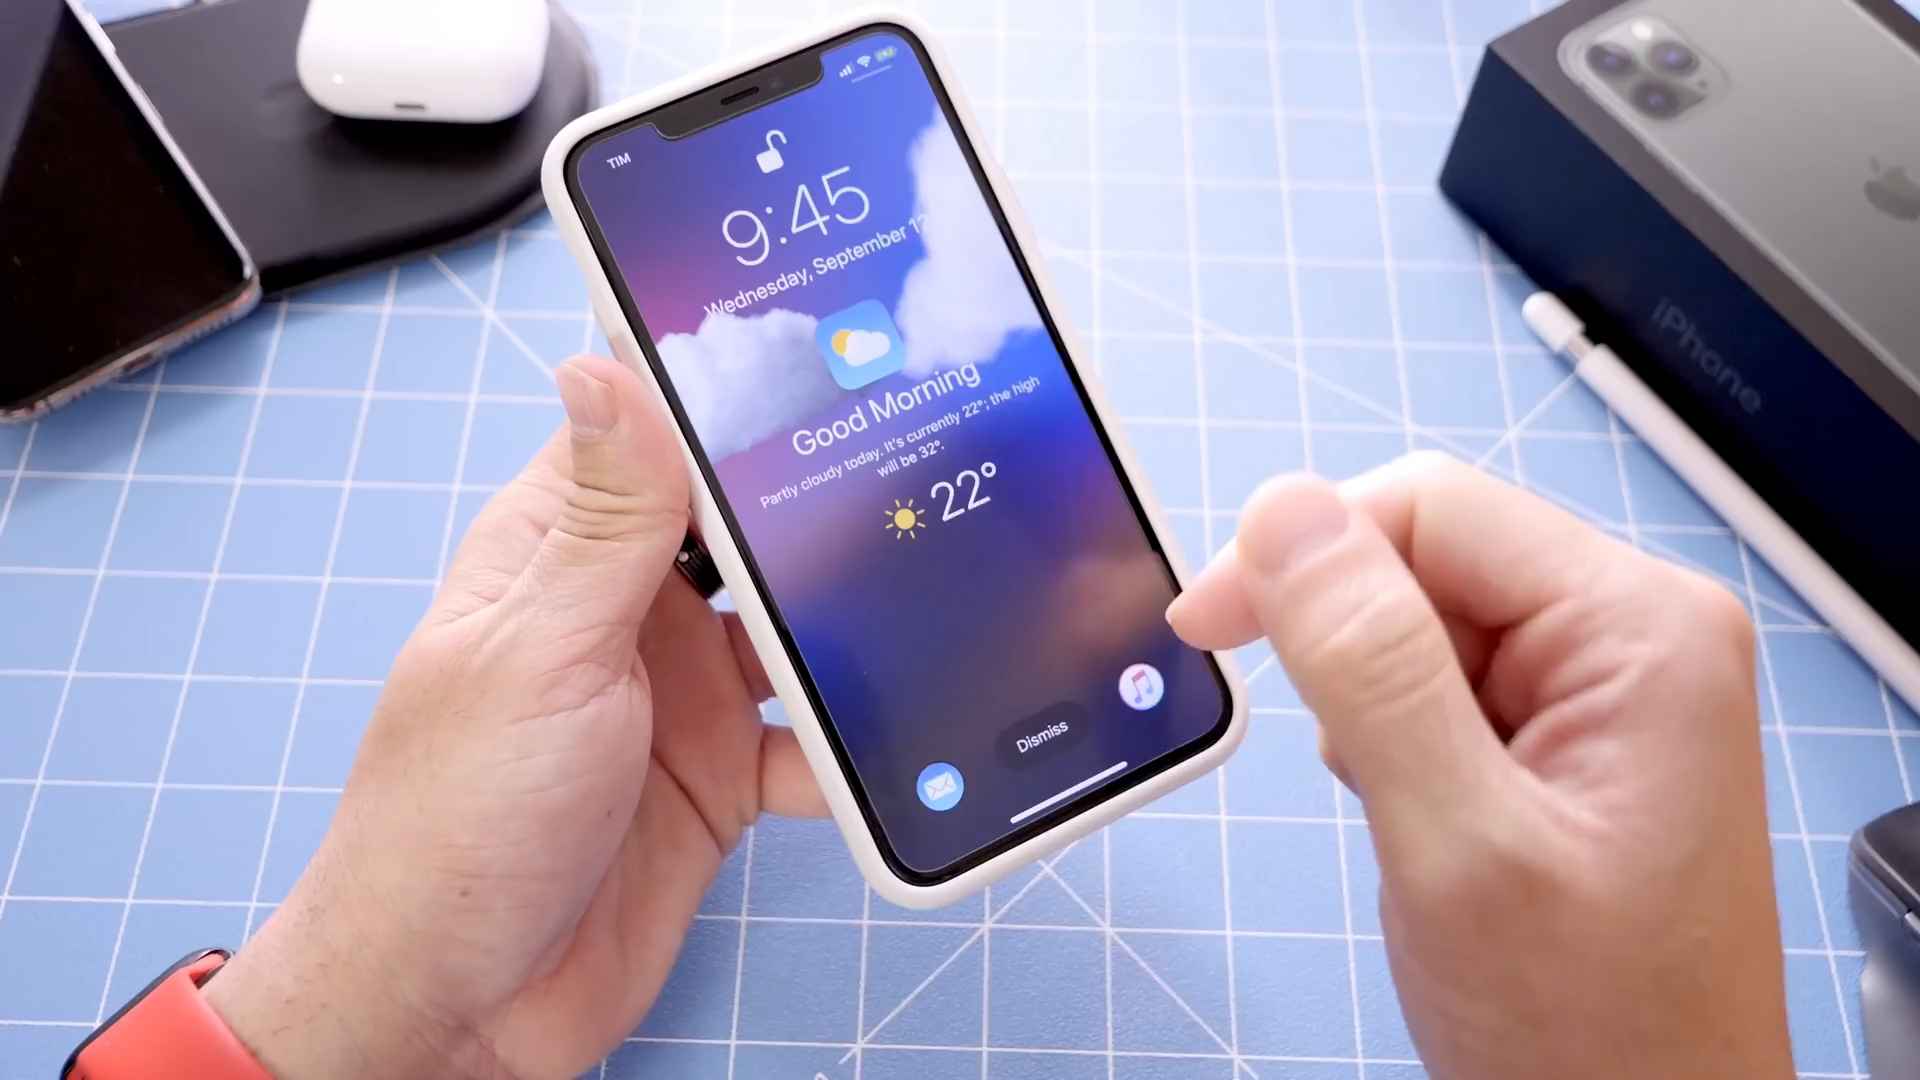 TIM
9:45
Wednesday, September
Good Morning
Partly cloudy today. It's currently 22°; the high
will be 32°.
22°
Dismiss
iPhone